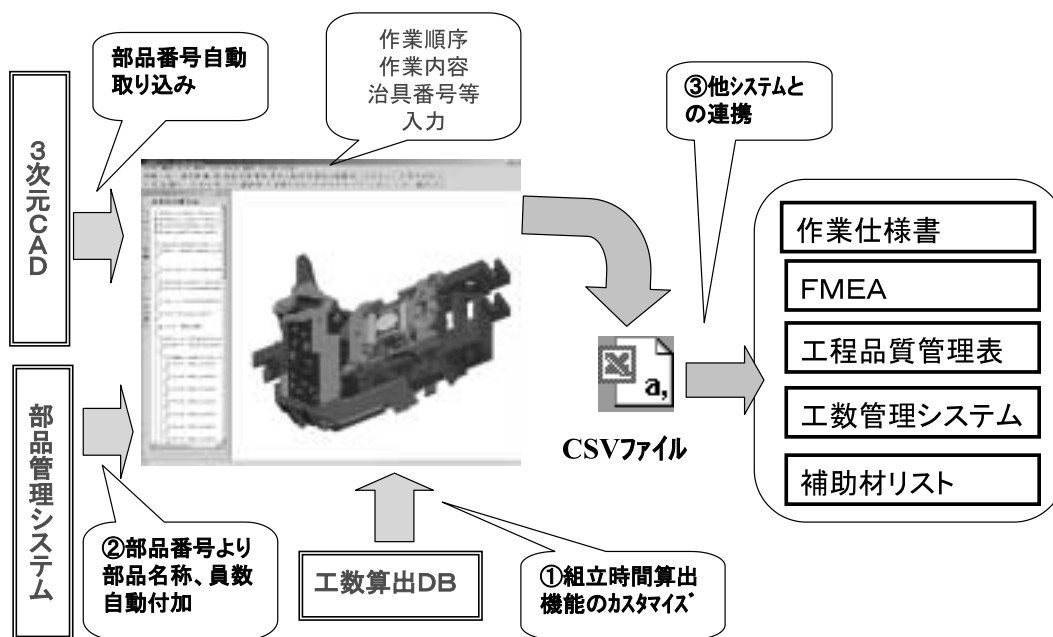 部品番号自動
取り込み
作業順序
作業内容
治具番号等
入力
③他システムと
の連携
3次元CAD
部品管理システム
②部品番号より
部品名称、員数
自動付加
工数算出DB
①組立時間算出
機能のカスタマイズ
a,
CSVファイル
作業仕様書
FMEA
工程品質管理表
工数管理システム
補助材リスト